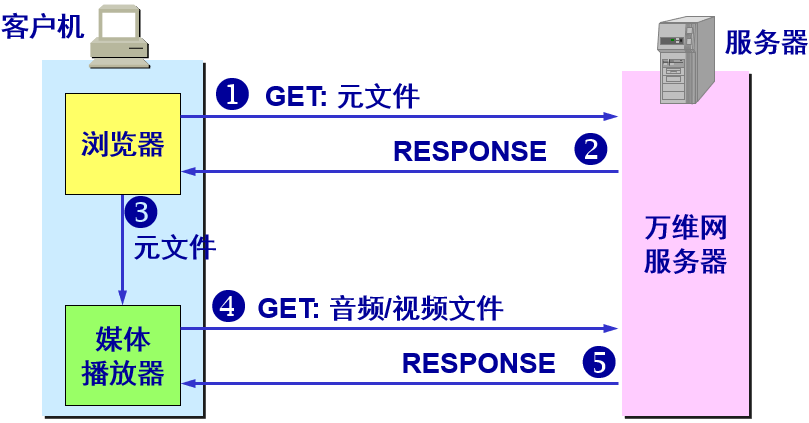 客户机
服务器
❶ GET: 元文件
浏览器
RESPONSE ❷
❸
元文件
万维网
服务器
❹ GET: 音频/视频文件
媒体
播放器
RESPONSE ❺